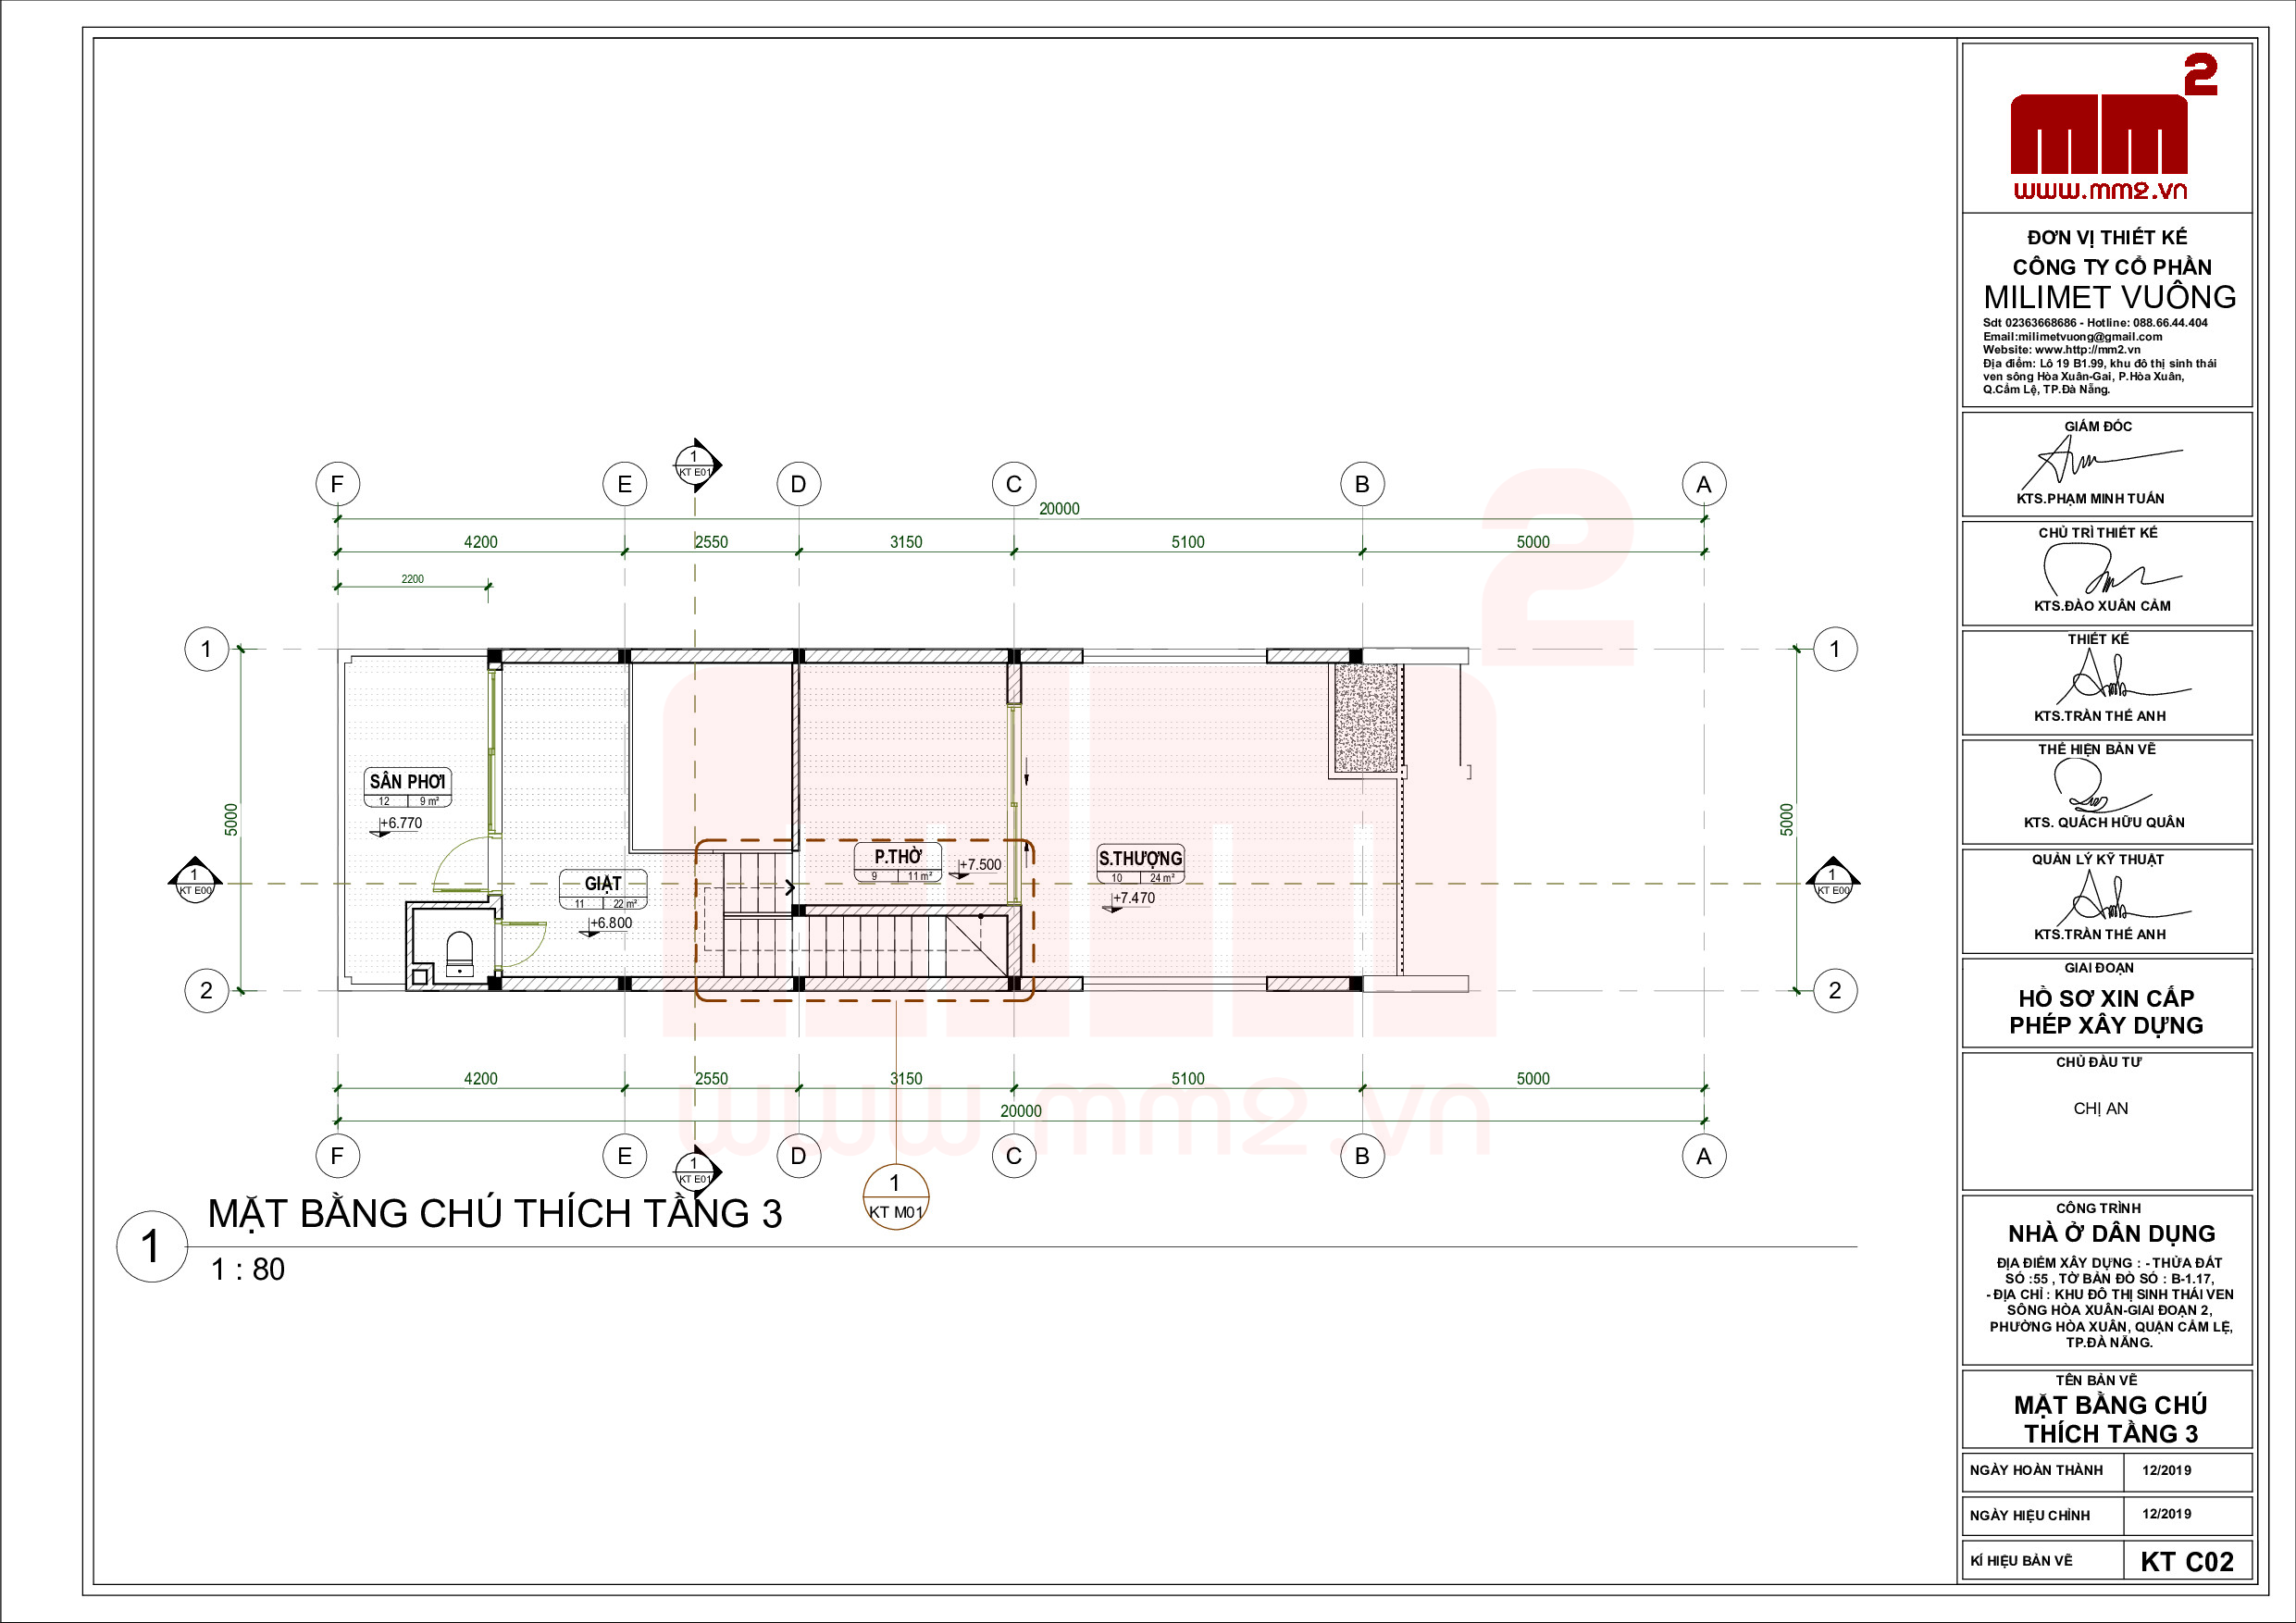 1
KT E01
F
E
D
C
B
A
20000
4200
2550
3150
5100
5000
2200
1
1
SÂN PHƠI
12
9 m²
+6.770
5000
5000
P.THỜ
9
11 m²
+7.500
S.THƯỢNG
10
24 m²
+7.470
1
KT E00
GIẶT
11
22 m²
+6.800
1
KT E00
2
2
4200
2550
3150
5100
5000
20000
F
E
D
C
B
A
1
KT E01
1
KT M01
www.mm2.vn
1
MẶT BẰNG CHÚ THÍCH TẦNG 3
1 : 80
mm2
www.mm2.vn
ĐƠN VỊ THIẾT KẾ
CÔNG TY CỔ PHẦN
MILIMET VUÔNG
Sdt 02363668686 - Hotline: 088.66.44.404
Email:milimetvuong@gmail.com
Website: www.http://mm2.vn
Địa điểm: Lô 19 B1.99, khu đô thị sinh thái
ven sông Hòa Xuân-Gai, P.Hòa Xuân,
Q.Cẩm Lệ, TP.Đà Nẵng.
GIÁM ĐỐC
KTS.PHẠM MINH TUẤN
CHỦ TRÌ THIẾT KẾ
KTS.ĐÀO XUÂN CẢM
THIẾT KẾ
KTS.TRẦN THẾ ANH
THỂ HIỆN BẢN VẼ
KTS. QUÁCH HỮU QUÂN
QUẢN LÝ KỸ THUẬT
KTS.TRẦN THẾ ANH
GIAI ĐOẠN
HỒ SƠ XIN CẤP
PHÉP XÂY DỰNG
CHỦ ĐẦU TƯ
CHỊ AN
CÔNG TRÌNH
NHÀ Ở DÂN DỤNG
ĐỊA ĐIỂM XÂY DỰNG : - THỬA ĐẤT
SỐ :55 , TỜ BẢN ĐỒ SỐ : B-1.17,
- ĐỊA CHỈ : KHU ĐÔ THỊ SINH THÁI VEN
SÔNG HÒA XUÂN-GIAI ĐOẠN 2,
PHƯỜNG HÒA XUÂN, QUẬN CẨM LỆ,
TP.ĐÀ NẴNG.
TÊN BẢN VẼ
MẶT BẰNG CHÚ
THÍCH TẦNG 3
NGÀY HOÀN THÀNH 12/2019
NGÀY HIỆU CHỈNH 12/2019
KÍ HIỆU BẢN VẼ KT C02